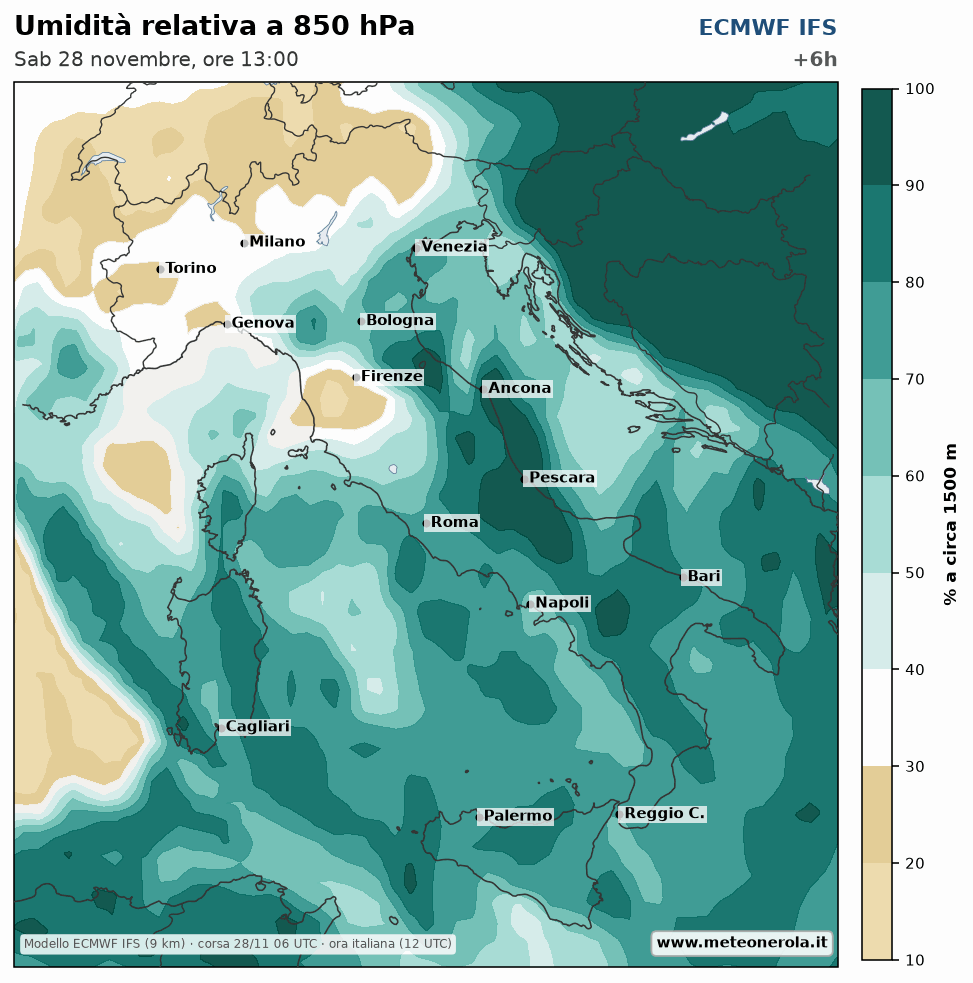 Umidità relativa a 850 hPa
ECMWF IFS
Sab 28 novembre, ore 13:00
+6h
100
90
80
70
60
50
40
30
20
10
% a circa 1500 m
Milano
Venezia
Torino
Genova
Bologna
Firenze
Ancona
Pescara
Roma
Bari
Napoli
Cagliari
Palermo
Reggio C.
Modello ECMWF IFS (9 km) · corsa 28/11 06 UTC · ora italiana (12 UTC)
www.meteonerola.it